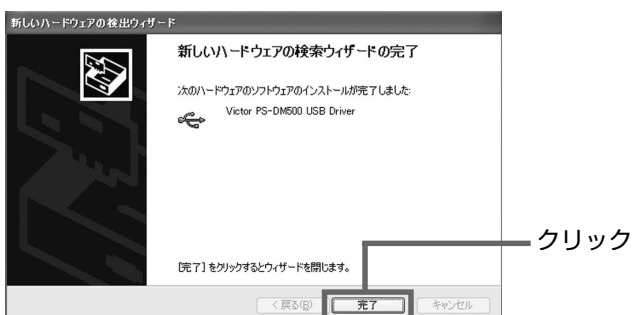 新しいハードウェアの検出ウィザード
新しいハードウェアの検索ウィザードの完了
次のハードウェアのソフトウェアのインストールが完了しました:
Victor PS-DM500 USB Driver
クリック
[完了] をクリックするとウィザードを閉じます。
< 戻る(B)
完了
キャンセル